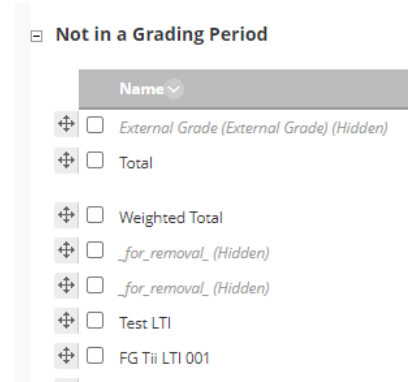 Not in a Grading Period
Name
External Grade (External Grade) (Hidden)
Total
Weighted Total
_for_removal_ (Hidden)
_for_removal_ (Hidden)
Test LTI
FG Tii LTI 001